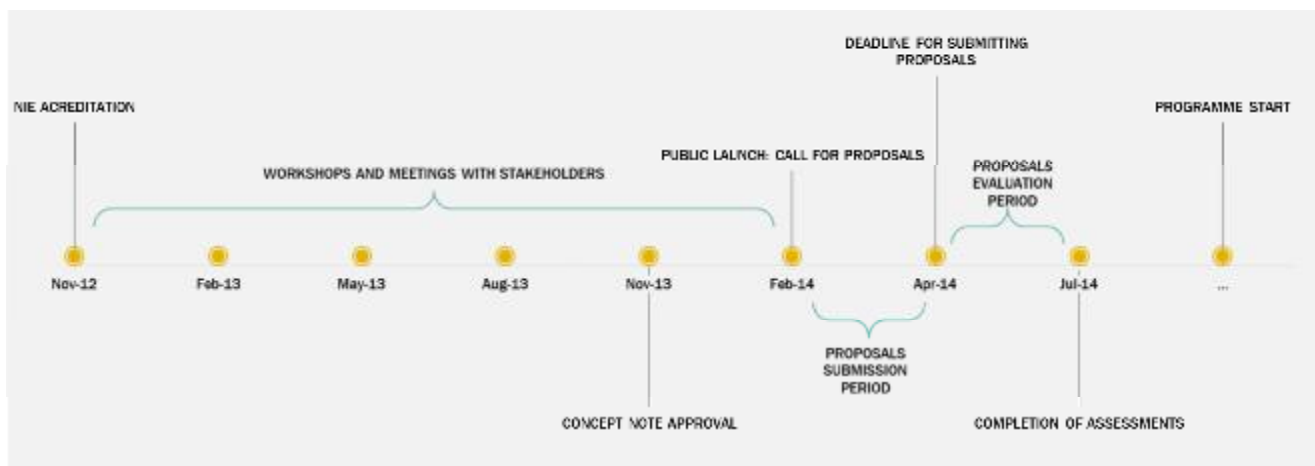 DEADLINE FOR SUBMITTING
PROPOSALS
NIE ACREDITATION
PROGRAMME START
PUBLIC LAUNCH: CALL FOR PROPOSALS
WORKSHOPS AND MEETINGS WITH STAKEHOLDERS
PROPOSALS
EVALUATION
PERIOD
Nov-12
Feb-13
May-13
Aug-13
Nov-13
Feb-14
Apr-14
Jul-14
...
PROPOSALS
SUBMISSION
PERIOD
CONCEPT NOTE APPROVAL
COMPLETION OF ASSESSMENTS